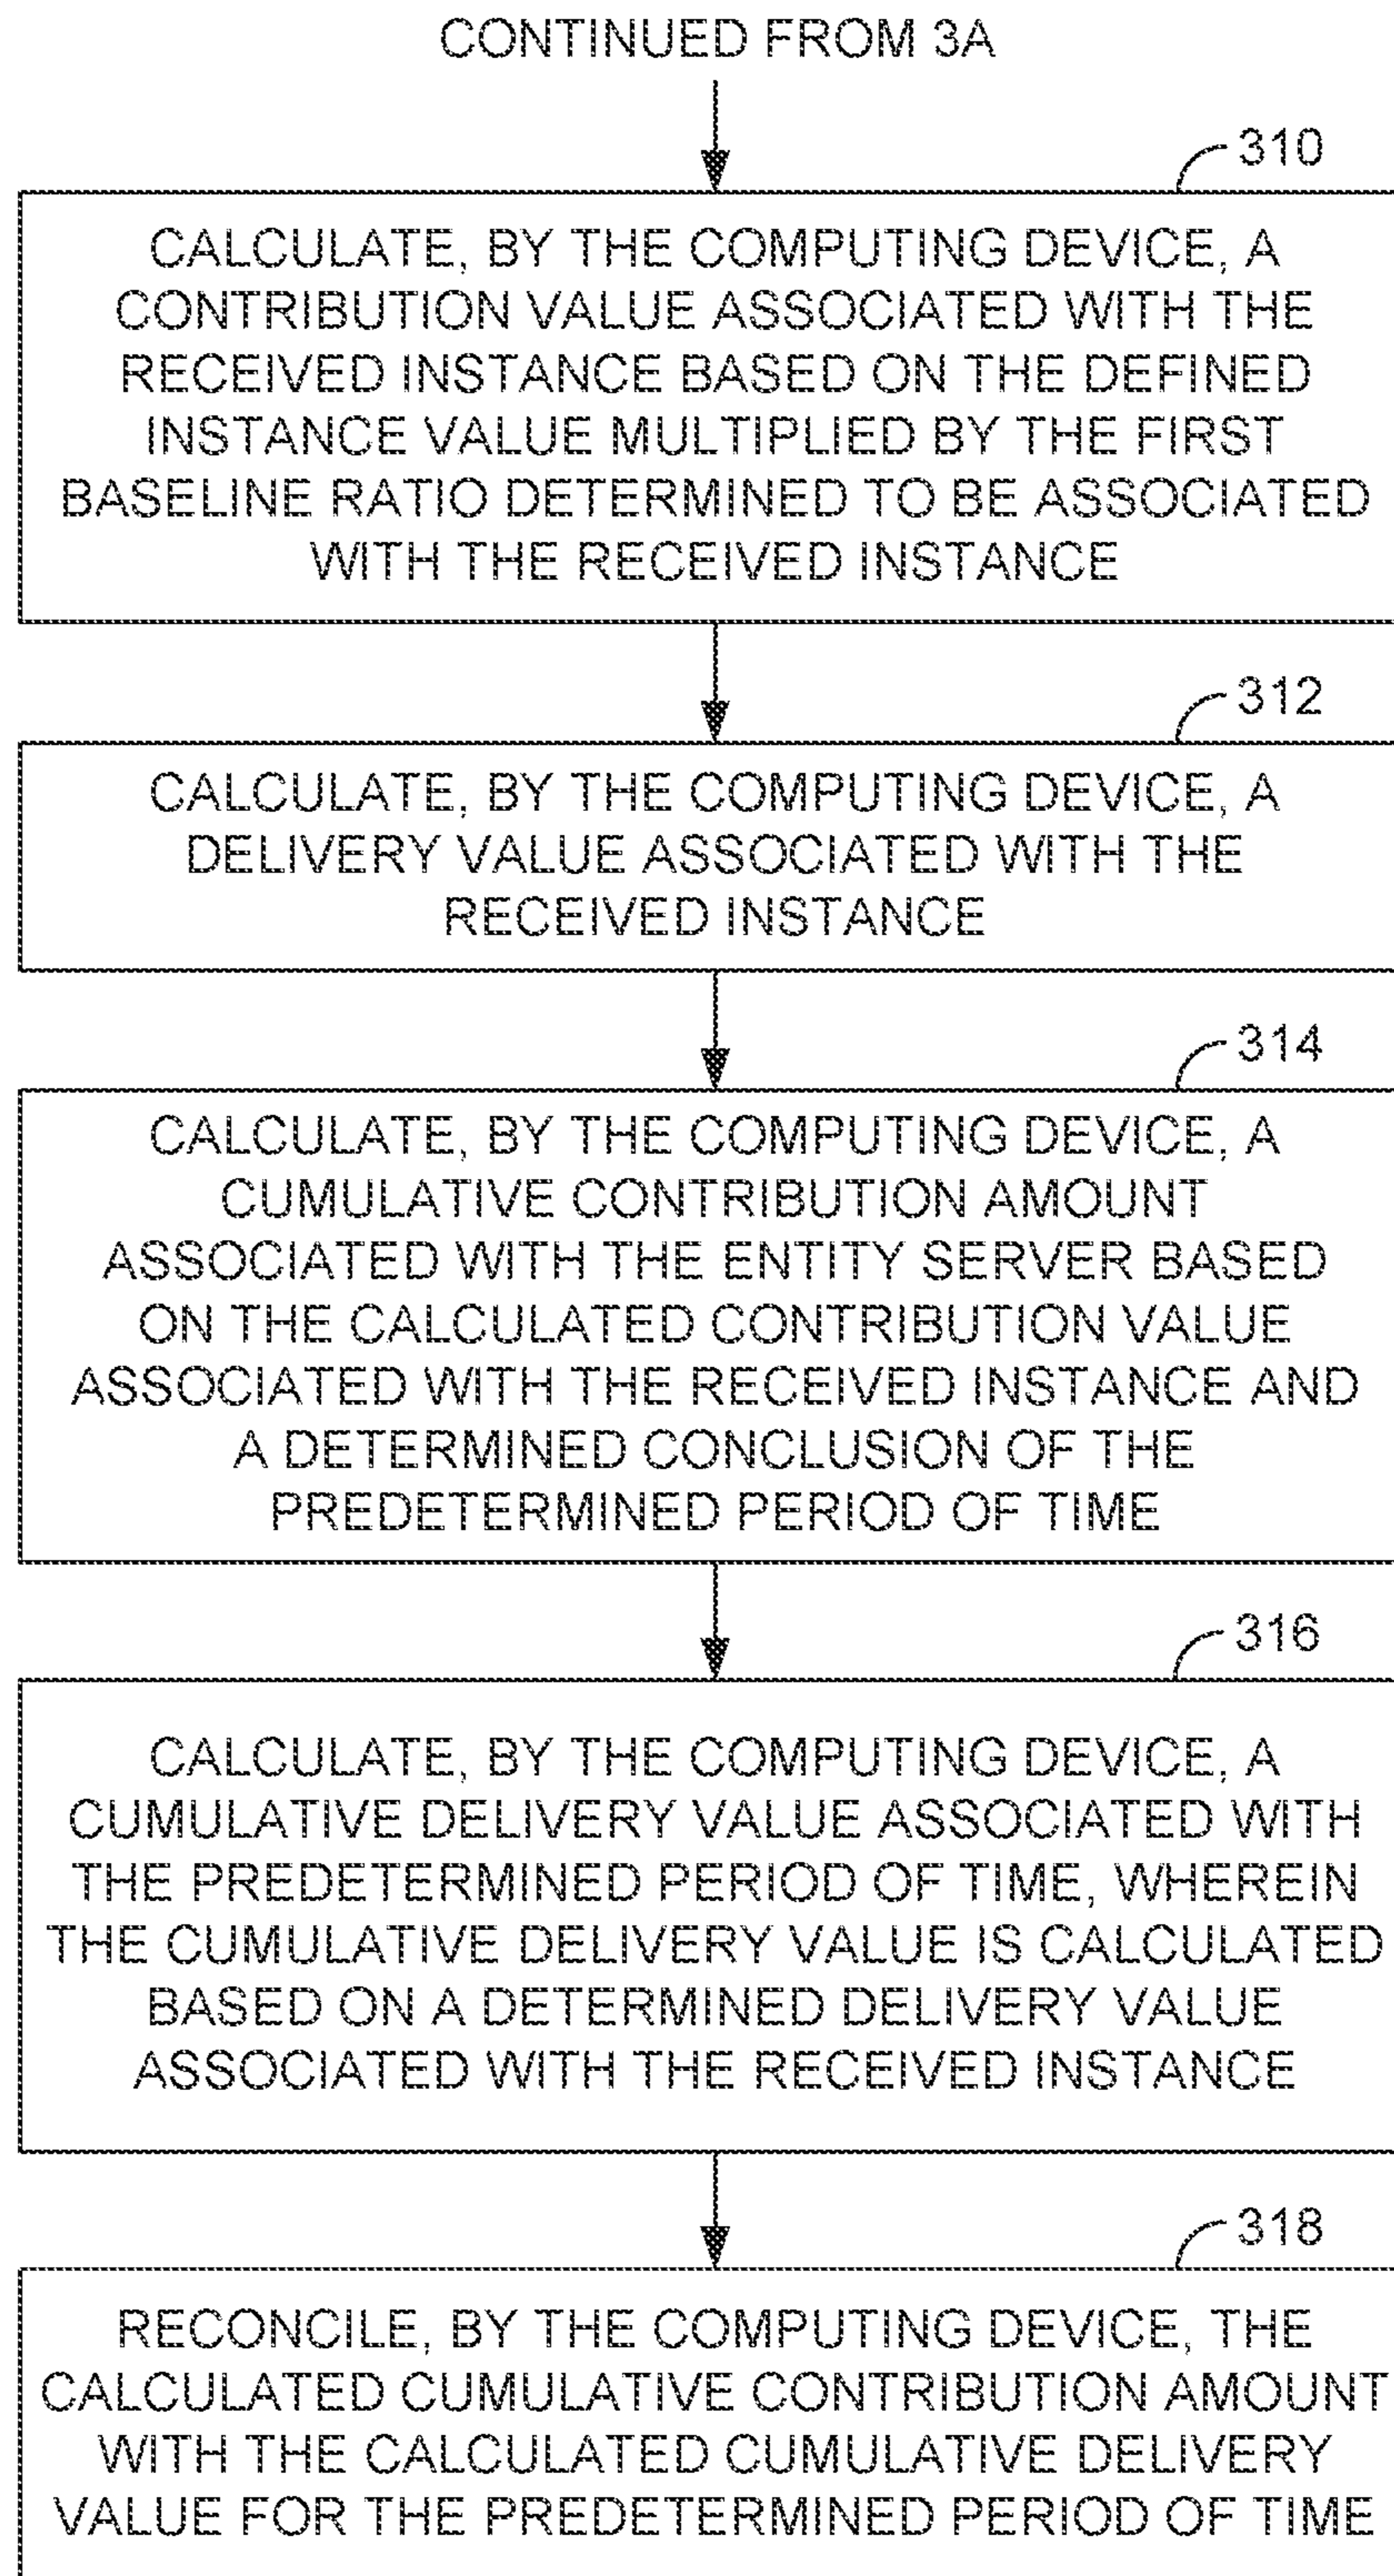 CONTINUED FROM 3A
310
CALCULATE, BY THE COMPUTING DEVICE, A
CONTRIBUTION VALUE ASSOCIATED WITH THE
RECEIVED INSTANCE BASED ON THE DEFINED
INSTANCE VALUE MULTIPLIED BY THE FIRST
BASELINE RATIO DETERMINED TO BE ASSOCIATED
WITH THE RECEIVED INSTANCE
312
CALCULATE, BY THE COMPUTING DEVICE, A
DELIVERY VALUE ASSOCIATED WITH THE
RECEIVED INSTANCE
314
CALCULATE, BY THE COMPUTING DEVICE, A
CUMULATIVE CONTRIBUTION AMOUNT
ASSOCIATED WITH THE ENTITY SERVER BASED
ON THE CALCULATED CONTRIBUTION VALUE
ASSOCIATED WITH THE RECEIVED INSTANCE AND
A DETERMINED CONCLUSION OF THE
PREDETERMINED PERIOD OF TIME
316
CALCULATE, BY THE COMPUTING DEVICE, A
CUMULATIVE DELIVERY VALUE ASSOCIATED WITH
THE PREDETERMINED PERIOD OF TIME, WHEREIN
THE CUMULATIVE DELIVERY VALUE IS CALCULATED
BASED ON A DETERMINED DELIVERY VALUE
ASSOCIATED WITH THE RECEIVED INSTANCE
318
RECONCILE, BY THE COMPUTING DEVICE, THE
CALCULATED CUMULATIVE CONTRIBUTION AMOUNT
WITH THE CALCULATED CUMULATIVE DELIVERY
VALUE FOR THE PREDETERMINED PERIOD OF TIME